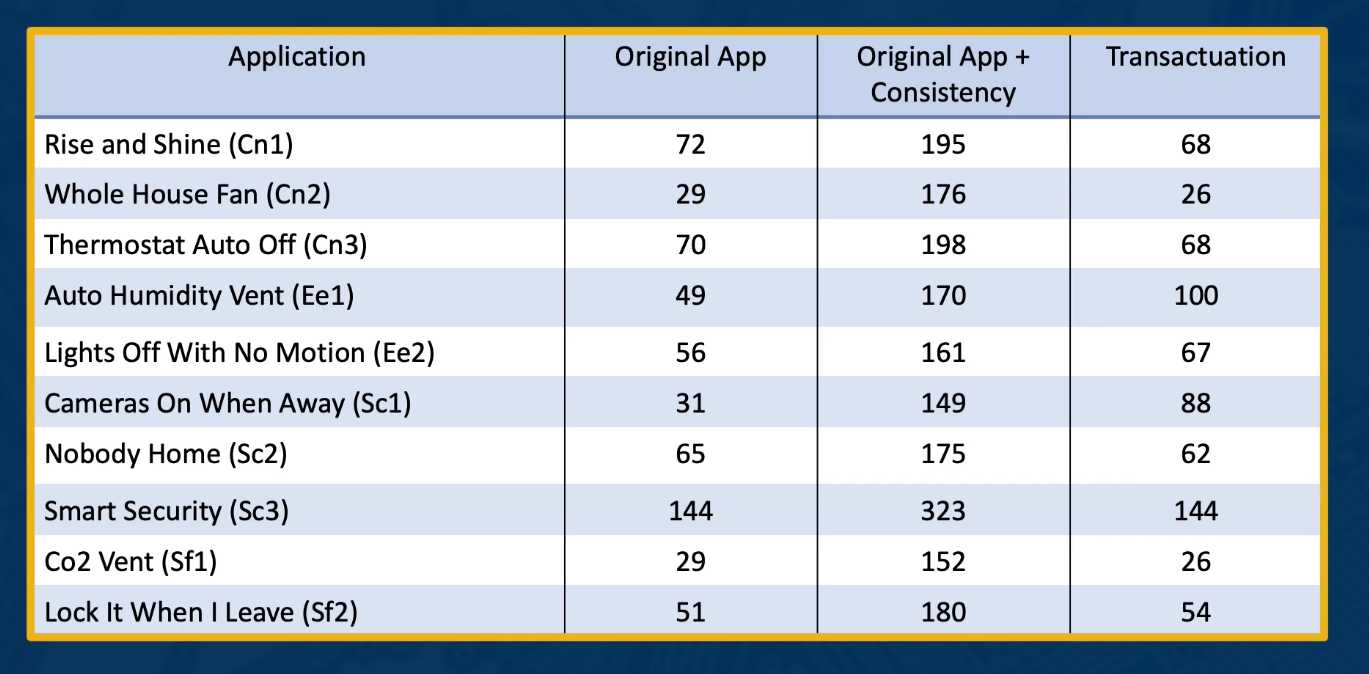 Application Original App Original App + Consistency Transactuation
Rise and Shine (Cn1) 72 195 68
Whole House Fan (Cn2) 29 176 26
Thermostat Auto Off (Cn3) 70 198 68
Auto Humidity Vent (Ee1) 49 170 100
Lights Off With No Motion (Ee2) 56 161 67
Cameras On When Away (Sc1) 31 149 88
Nobody Home (Sc2) 65 175 62
Smart Security (Sc3) 144 323 144
Co2 Vent (Sf1) 29 152 26
Lock It When I Leave (Sf2) 51 180 54